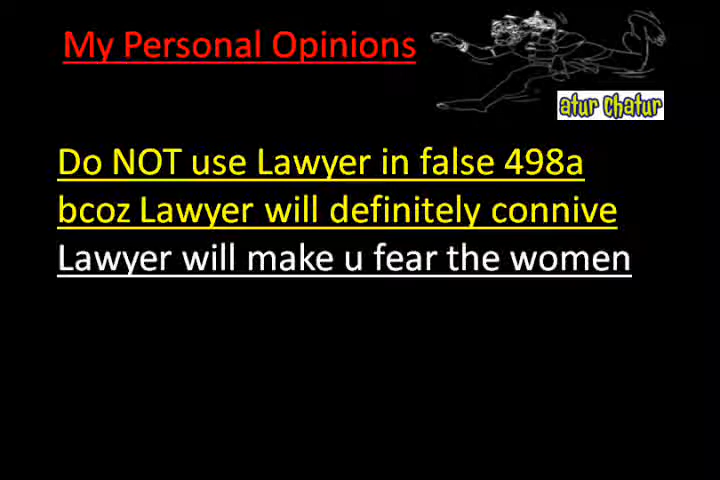 My Personal Opinions
atur chatur
Do NOT use Lawyer in false 498a
bcoz Lawyer will definitely connive
Lawyer will make u fear the women